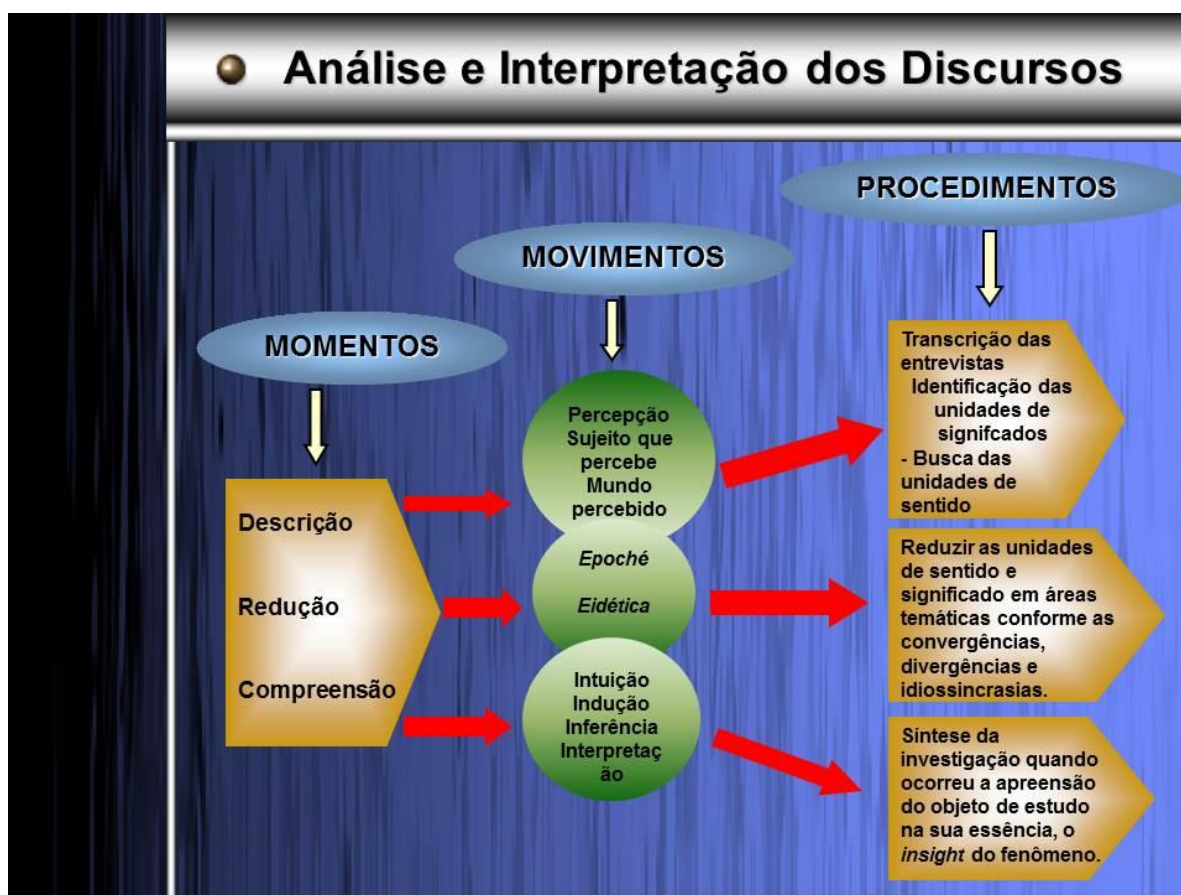 Análise e Interpretação dos Discursos
MOMENTOS
Descrição
Redução
Compreensão
MOVIMENTOS
Percepção
Sujeito que
percebe
Mundo
percebido
Epoché
Eidética
Intuição
Indução
Inferência
Interpretaç
ão
PROCEDIMENTOS
Transcrição das
entrevistas
Identificação das
unidades de
signifcados
- Busca das
unidades de
sentido
Reduzir as unidades
de sentido e
significado em áreas
temáticas conforme as
convergências,
divergências e
idiossincrasias.
Síntese da
investigação quando
ocorreu a apreensão
do objeto de estudo
na sua essência, o
insight do fenômeno.